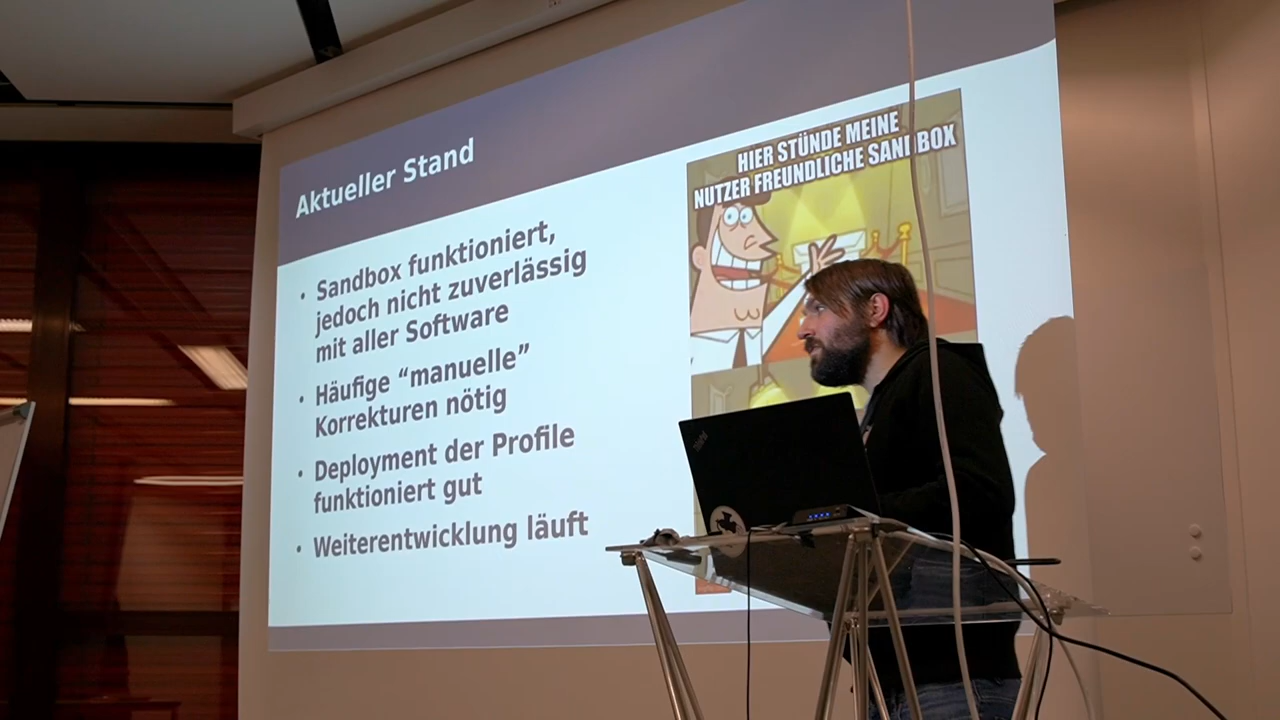 Aktueller Stand
HIER STÜNDE MEINE
NUTZER FREUNDLICHE SANDBOX
• Sandbox funktioniert,
jedoch nicht zuverlässig
mit aller Software
• Häufige “manuelle”
Korrekturen nötig
• Deployment der Profile
funktioniert gut
• Weiterentwicklung läuft